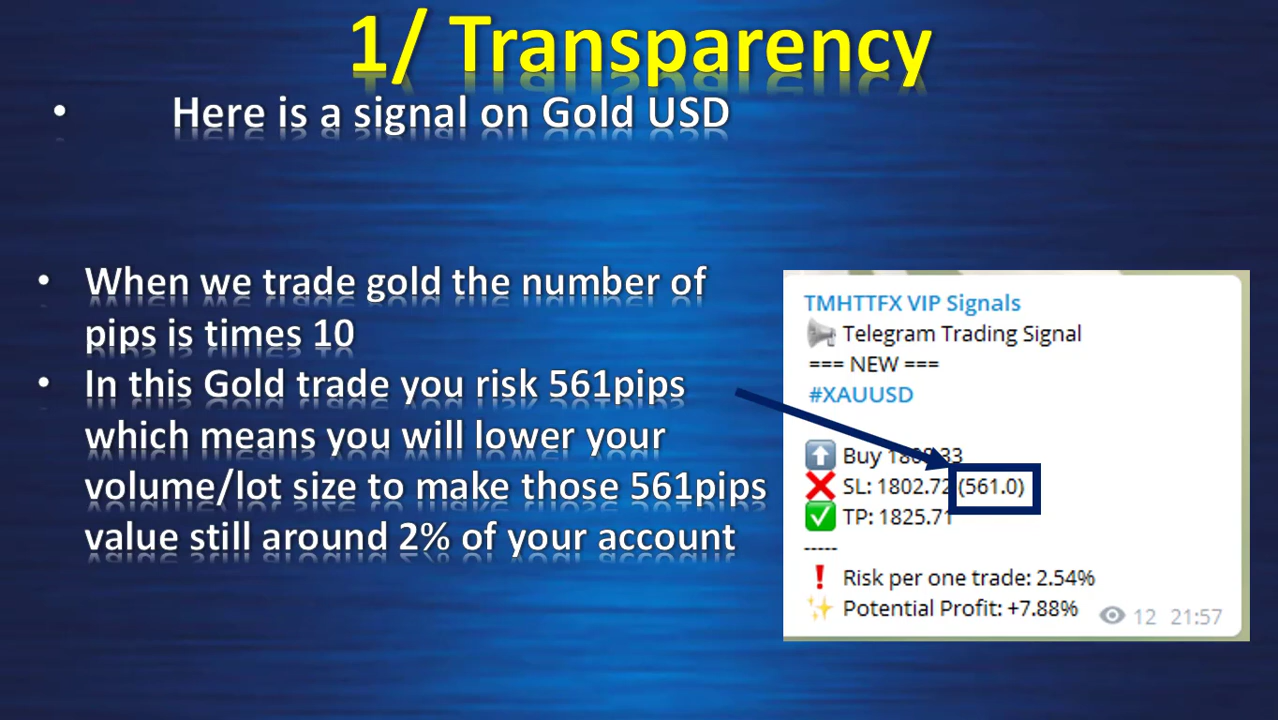 1/ Transparency
• Here is a signal on Gold USD
• When we trade gold the number of
pips is times 10
• In this Gold trade you risk 561pips
which means you will lower your
volume/lot size to make those 561pips
value still around 2% of your account
TMHTTFX VIP Signals
Telegram Trading Signal
=== NEW ===
#XAUUSD
Buy 1808.33
SL: 1802.72 (561.0)
TP: 1825.71
-----
Risk per one trade: 2.54%
Potential Profit: +7.88%
12 21:57